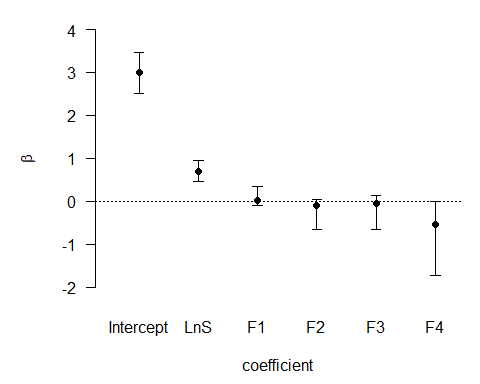 4
3
2
1
0
-1
-2
β
Intercept LnS F1 F2 F3 F4
coefficient